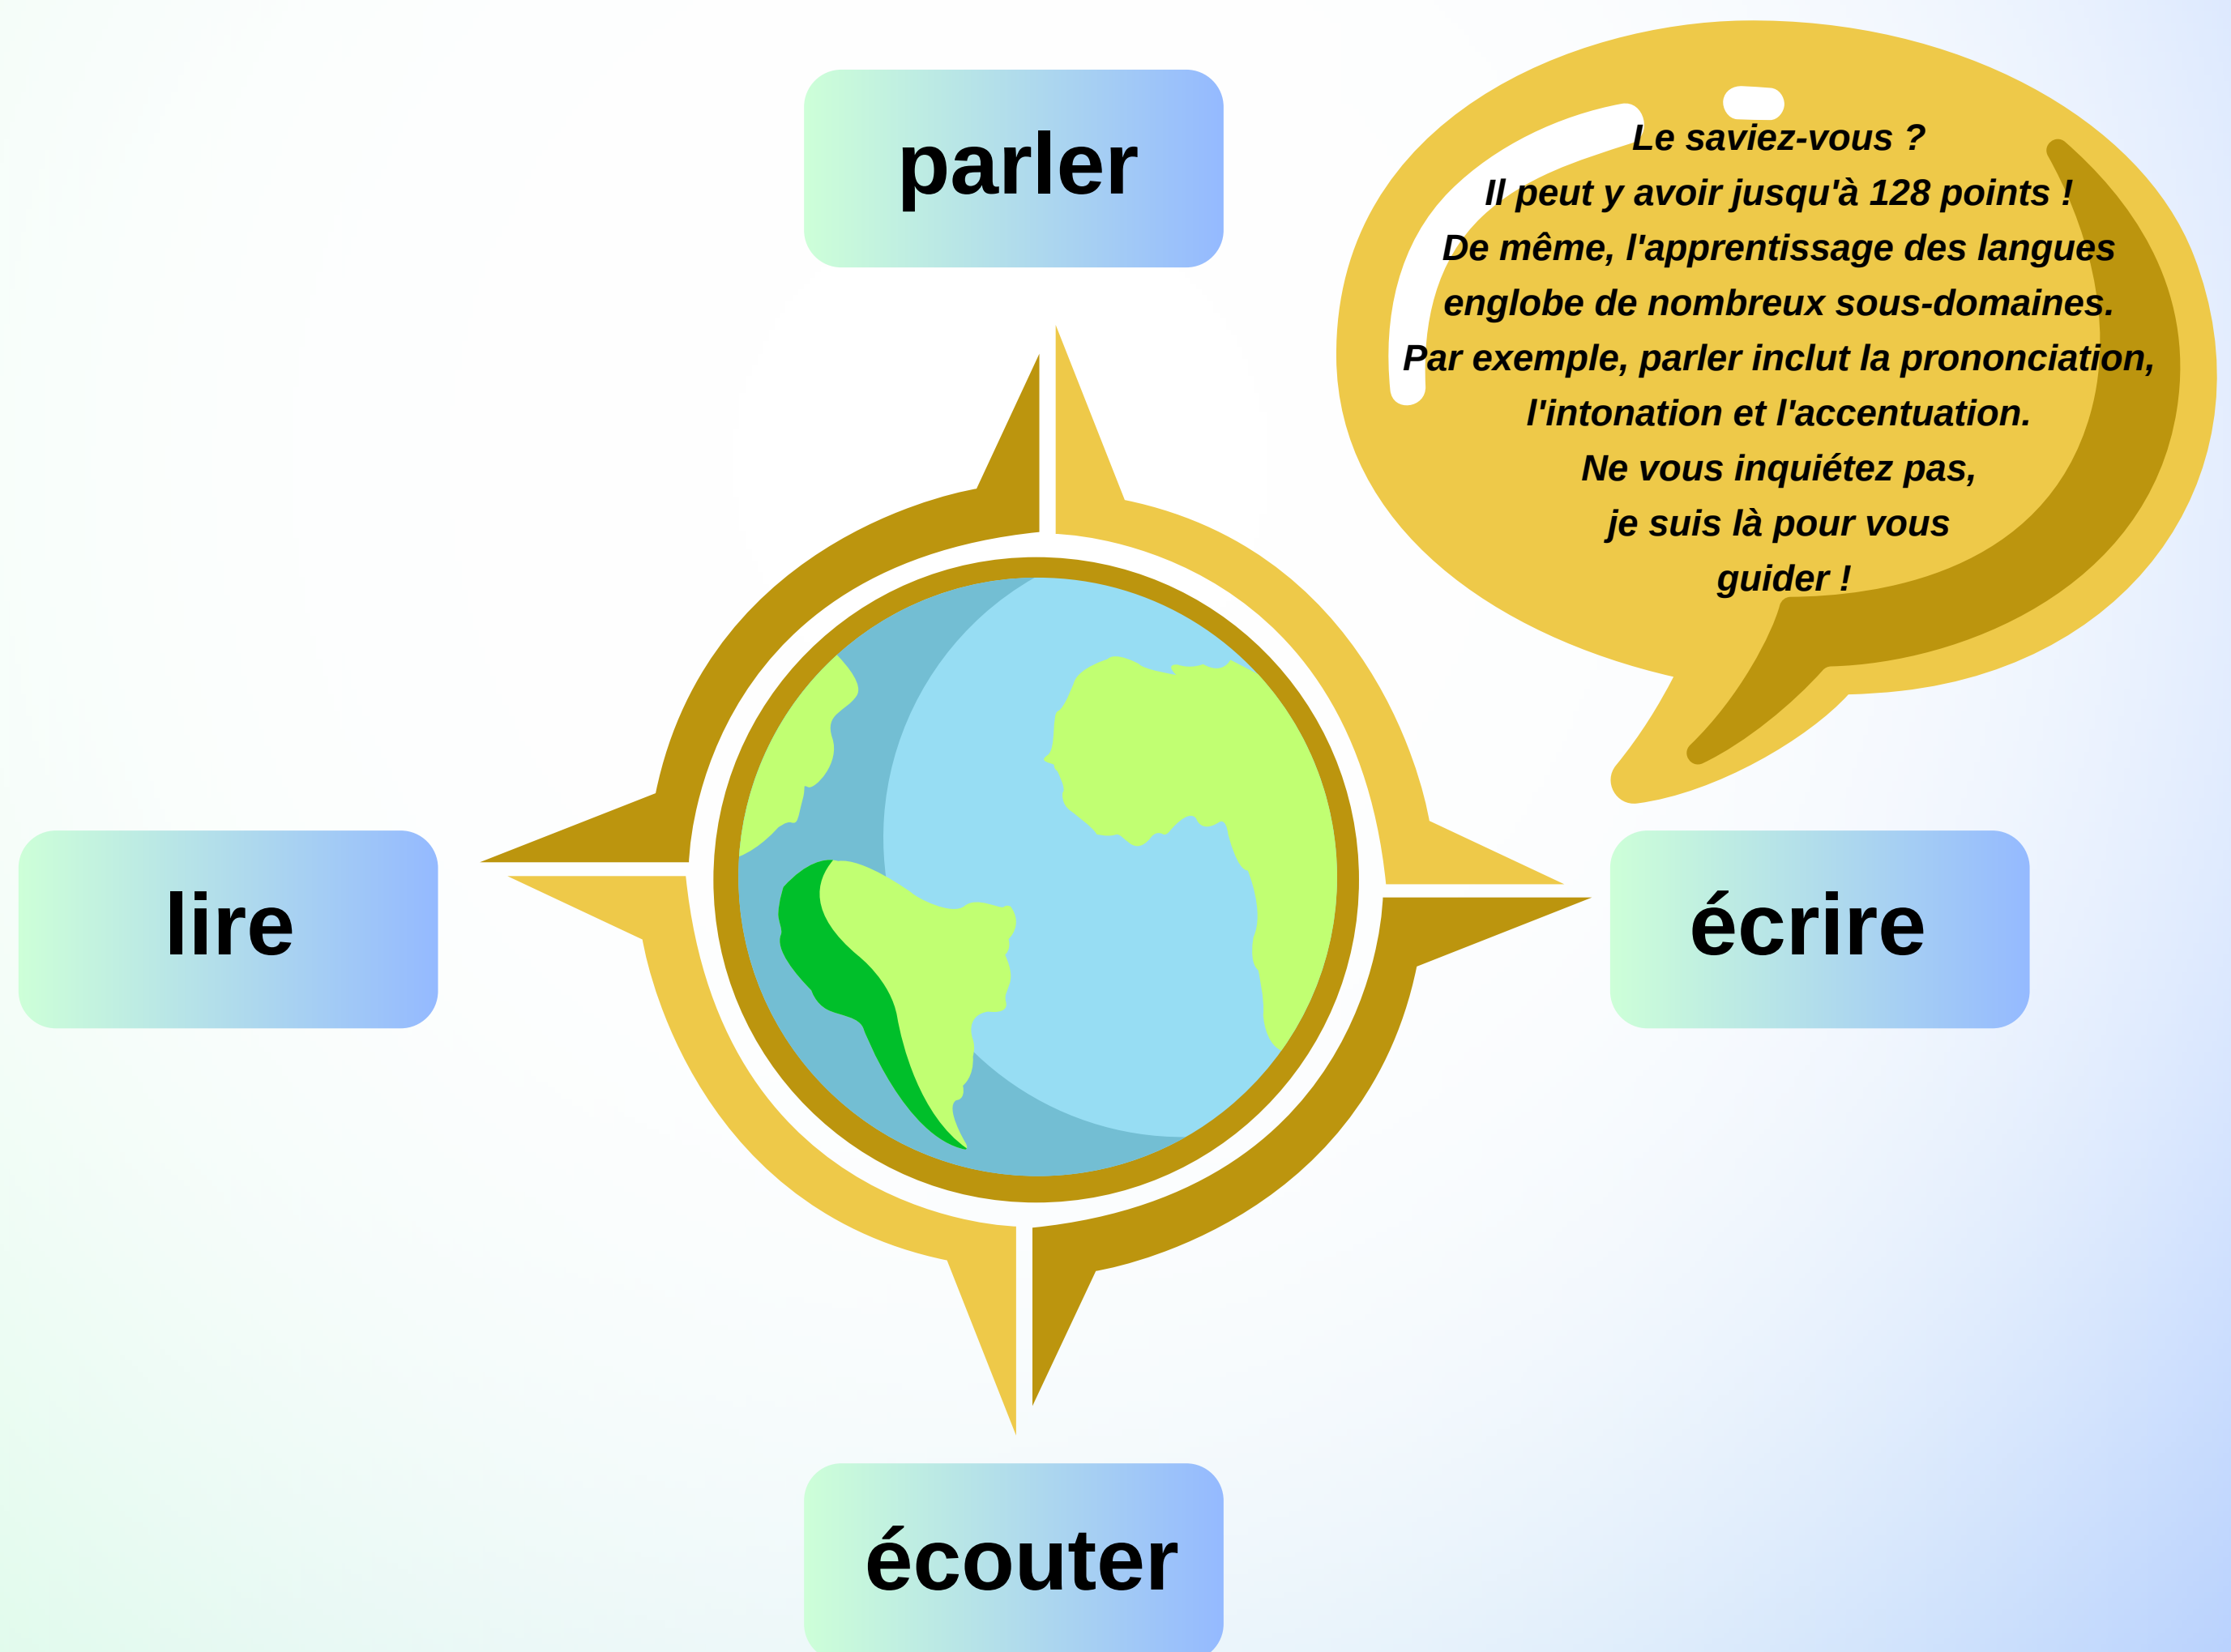 parler
Le saviez-vous ?
Il peut y avoir jusqu'à 128 points !
De même, l'apprentissage des langues
englobe de nombreux sous-domaines.
Par exemple, parler inclut la prononciation,
l'intonation et l'accentuation.
Ne vous inquiétez pas,
je suis là pour vous
guider !
lire
écrire
écouter